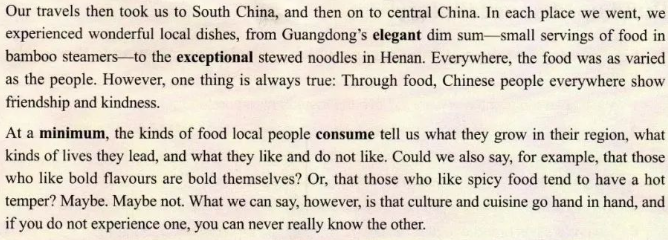 Our travels then took us to South China, and then on to central China. In each place we went, we
experienced wonderful local dishes, from Guangdong's elegant dim sum—small servings of food in
bamboo steamers—to the exceptional stewed noodles in Henan. Everywhere, the food was as varied
as the people. However, one thing is always true: Through food, Chinese people everywhere show
friendship and kindness.
At a minimum, the kinds of food local people consume tell us what they grow in their region, what
kinds of lives they lead, and what they like and do not like. Could we also say, for example, that those
who like bold flavours are bold themselves? Or, that those who like spicy food tend to have a hot
temper? Maybe. Maybe not. What we can say, however, is that culture and cuisine go hand in hand, and
if you do not experience one, you can never really know the other.